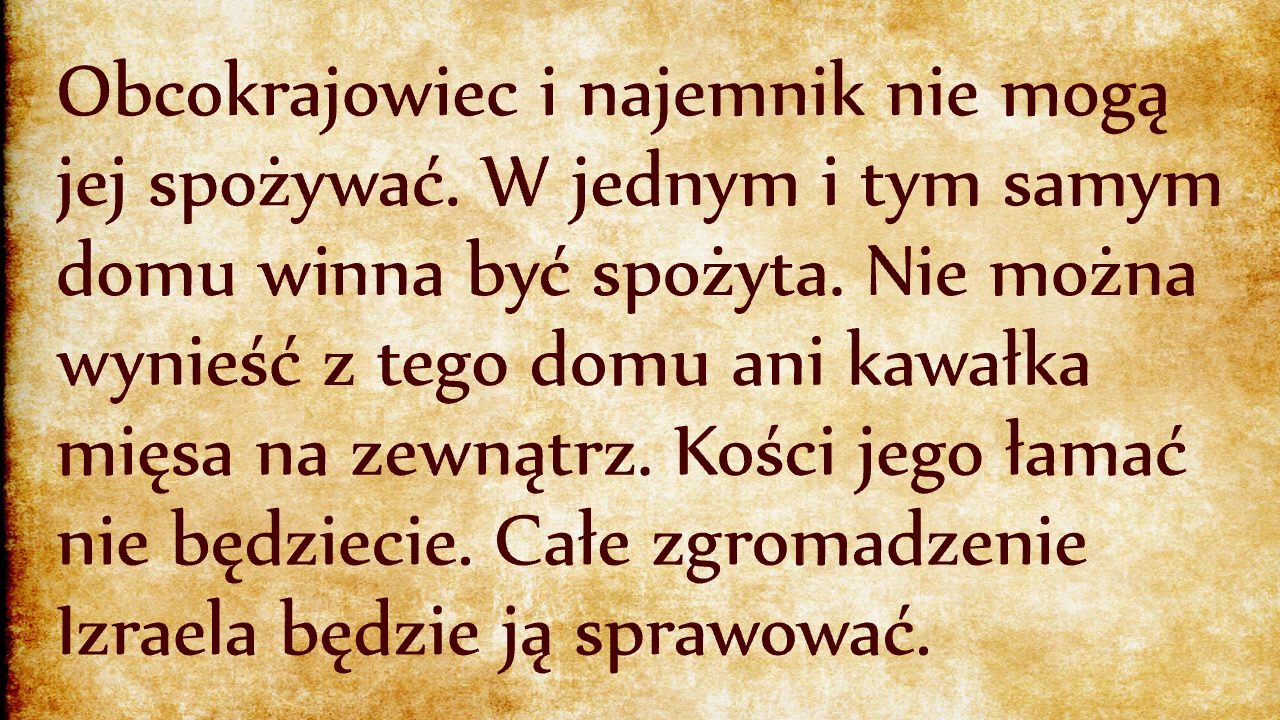 Obcokrajowiec i najemnik nie mogą
jej spożywać. W jednym i tym samym
domu winna być spożyta. Nie można
wynieść z tego domu ani kawałka
mięsa na zewnątrz. Kości jego łamać
nie będziecie. Całe zgromadzenie
Izraela będzie ją sprawować.